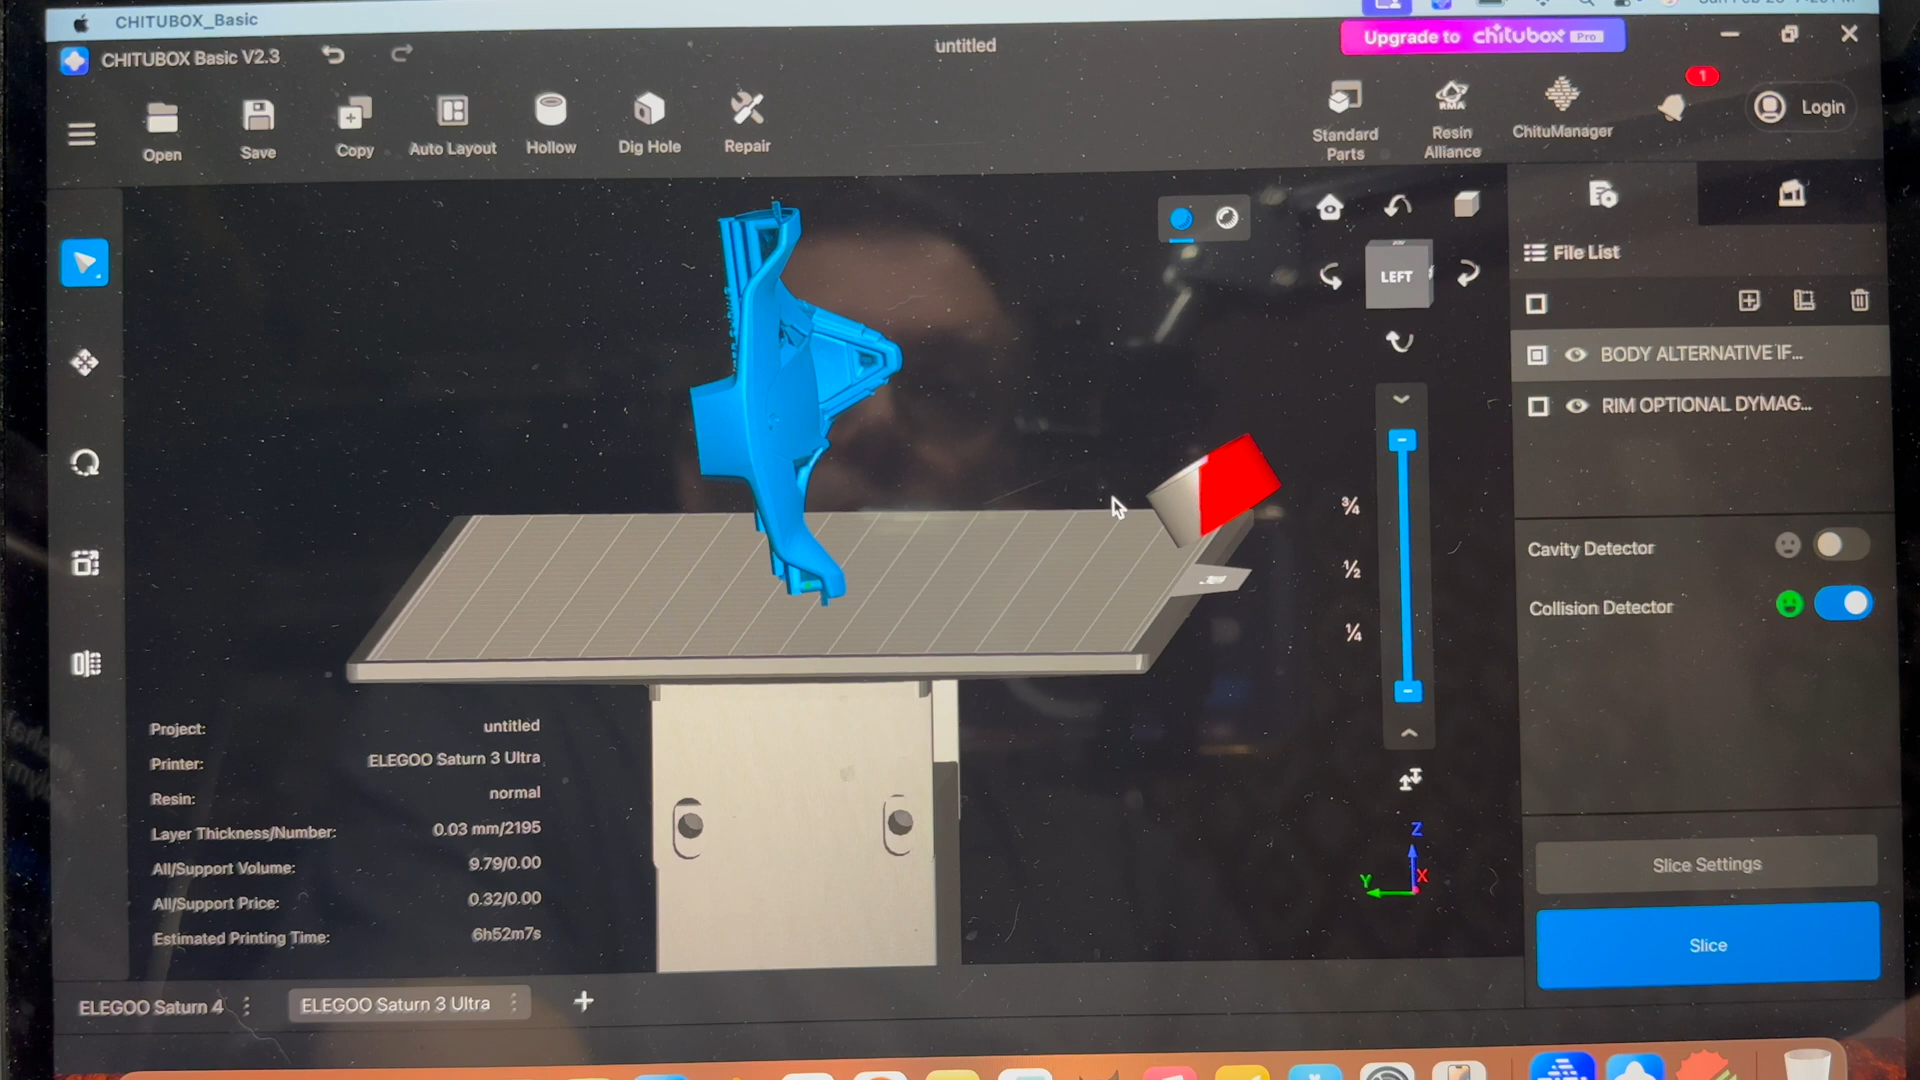 CHITUBOX_Basic
CHITUBOX Basic V2.3
untitled
Upgrade to chitubox Pro
Open
Save
Copy
Auto Layout
Hollow
Dig Hole
Repair
Standard Parts
Resin Alliance
RMA
ChituManager
1
Login
LEFT
File List
BODY ALTERNATIVE IF...
RIM OPTIONAL DYMAG...
Cavity Detector
Collision Detector
3/4
1/2
1/4
Project: untitled
Printer: ELEGOO Saturn 3 Ultra
Resin: normal
Layer Thickness/Number: 0.03 mm/2195
All/Support Volume: 9.79/0.00
All/Support Price: 0.32/0.00
Estimated Printing Time: 6h52m7s
Z
Y
X
Slice Settings
Slice
ELEGOO Saturn 4
ELEGOO Saturn 3 Ultra